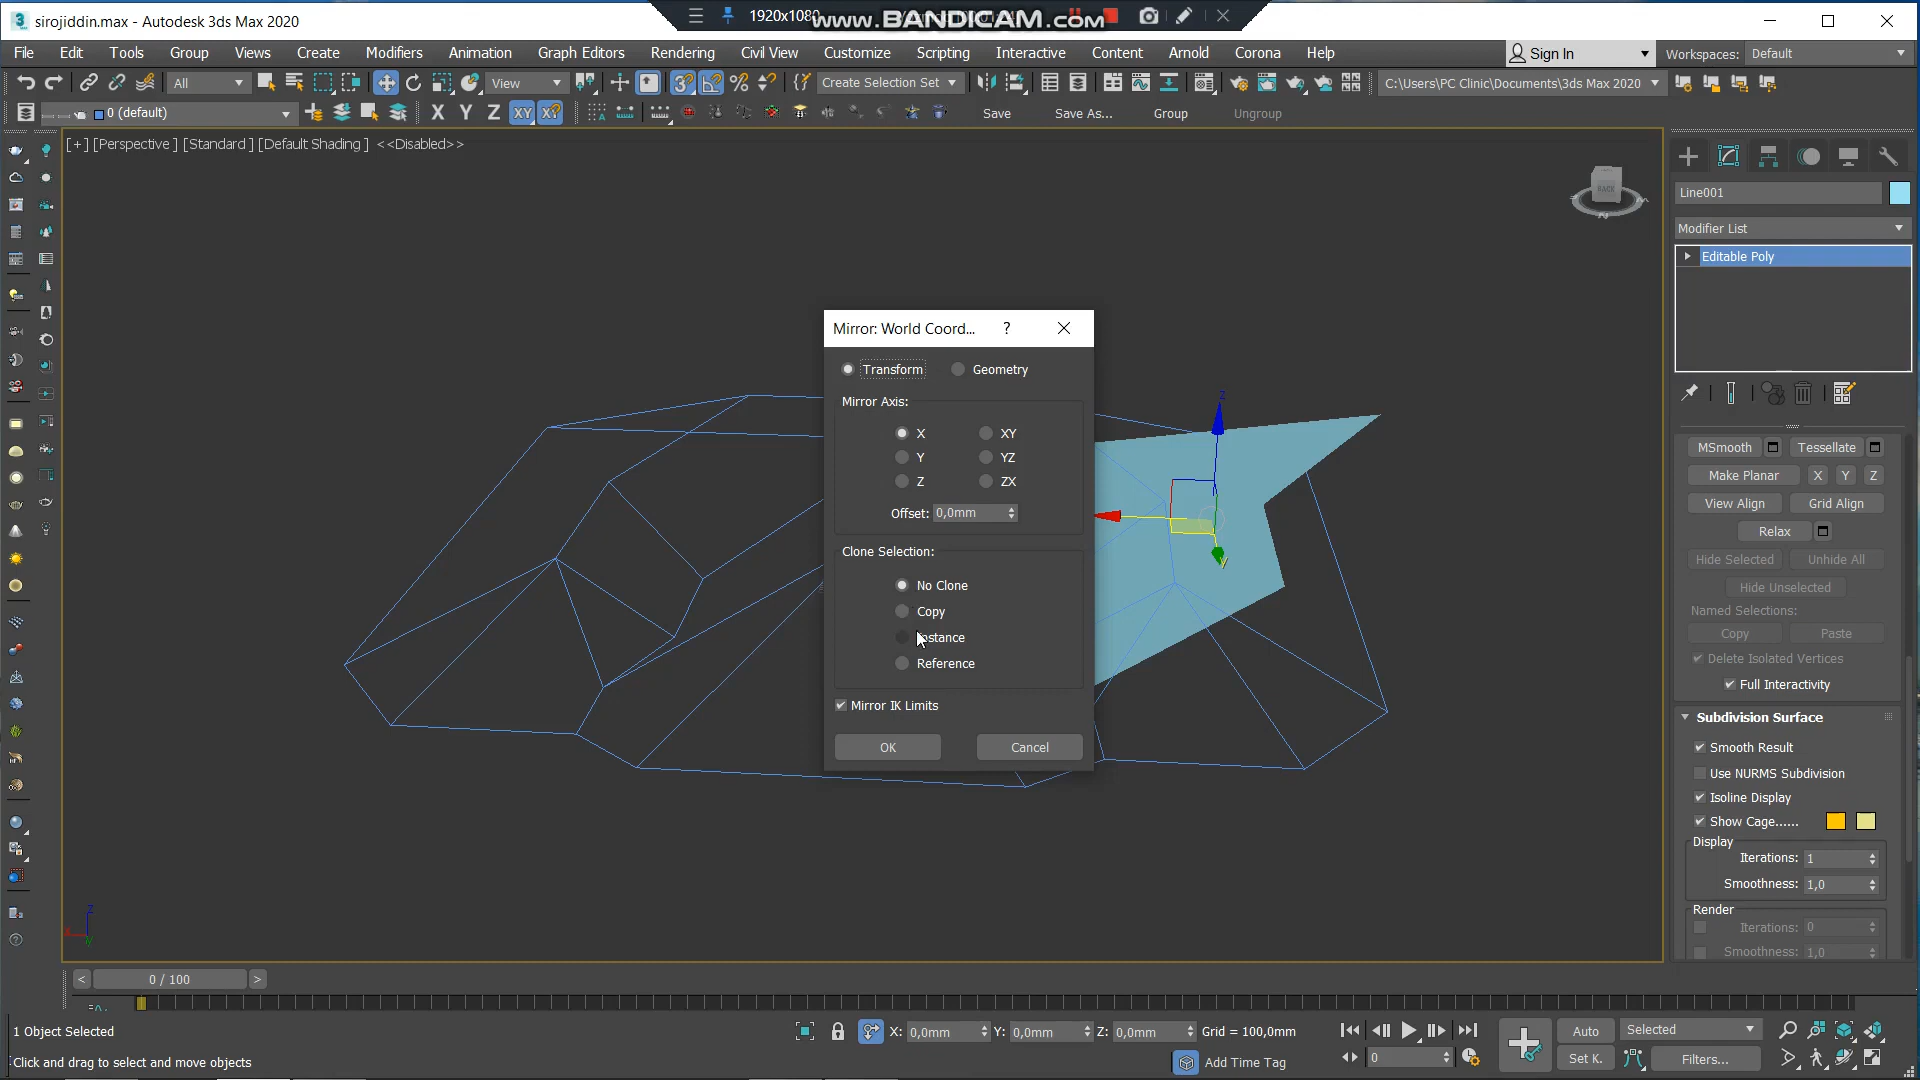 sirojiddin.max - Autodesk 3ds Max 2020
1920x1080
www.BANDICAM.com
File Edit Tools Group Views Create Modifiers Animation Graph Editors Rendering Civil View Customize Scripting Interactive Content Arnold Corona Help
Sign In
Workspaces: Default
All
View
Create Selection Set
C:\Users\PC Clinic\Documents\3ds Max 2020
0 (default)
X Y Z XY XY
Save Save As... Group Ungroup
[+] [Perspective ] [Standard ] [Default Shading ] <<Disabled>>
BACK
Line001
Modifier List
Editable Poly
Mirror: World Coord... ?
Transform Geometry
Mirror Axis:
X XY
Y YZ
Z ZX
Offset: 0,0mm
Clone Selection:
No Clone
Copy
stance
Reference
Mirror IK Limits
OK Cancel
z
y
MSmooth Tessellate
Make Planar X Y Z
View Align Grid Align
Relax
Hide Selected Unhide All
Hide Unselected
Named Selections:
Copy Paste
Delete Isolated Vertices
Full Interactivity
Subdivision Surface
Smooth Result
Use NURMS Subdivision
Isoline Display
Show Cage......
Display
Iterations: 1
Smoothness: 1,0
Render
Iterations: 0
Smoothness: 1,0
z
x y
< 0 / 100 >
1 Object Selected
X: 0,0mm Y: 0,0mm Z: 0,0mm Grid = 100,0mm
Auto Selected
Click and drag to select and move objects
Add Time Tag
0
Set K. Filters...